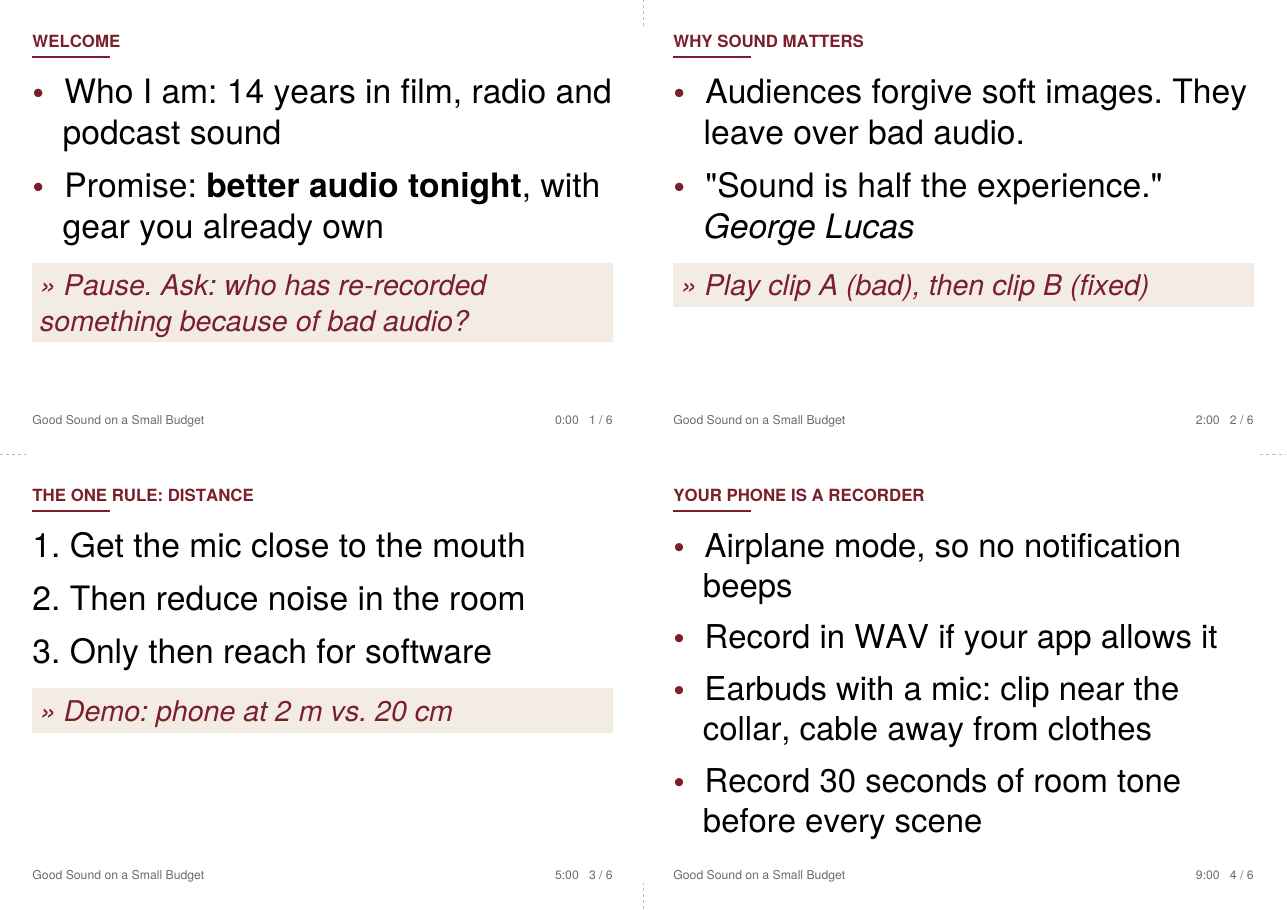 WELCOME
• Who I am: 14 years in film, radio and
podcast sound
• Promise: better audio tonight, with
gear you already own
» Pause. Ask: who has re-recorded
something because of bad audio?
Good Sound on a Small Budget
0:00 1 / 6
WHY SOUND MATTERS
• Audiences forgive soft images. They
leave over bad audio.
• "Sound is half the experience."
George Lucas
» Play clip A (bad), then clip B (fixed)
Good Sound on a Small Budget
2:00 2 / 6
THE ONE RULE: DISTANCE
1. Get the mic close to the mouth
2. Then reduce noise in the room
3. Only then reach for software
» Demo: phone at 2 m vs. 20 cm
Good Sound on a Small Budget
5:00 3 / 6
YOUR PHONE IS A RECORDER
• Airplane mode, so no notification
beeps
• Record in WAV if your app allows it
• Earbuds with a mic: clip near the
collar, cable away from clothes
• Record 30 seconds of room tone
before every scene
Good Sound on a Small Budget
9:00 4 / 6